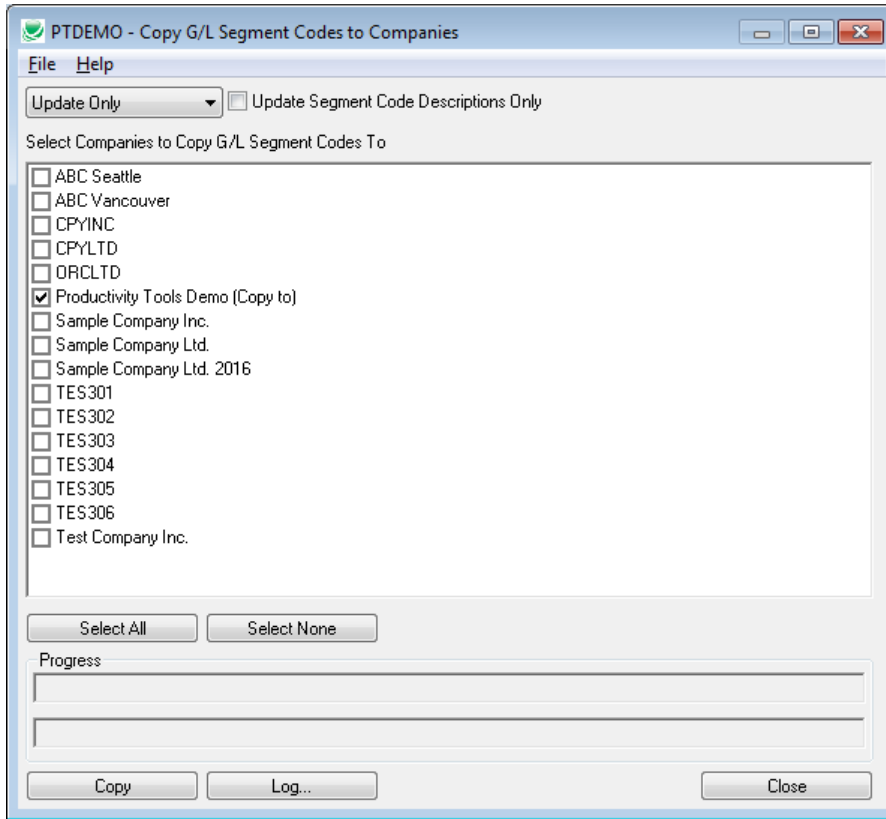 PTDEMO - Copy G/L Segment Codes to Companies
File Help
Update Only Update Segment Code Descriptions Only
Select Companies to Copy G/L Segment Codes To
ABC Seattle
ABC Vancouver
CPYINC
CPYLTD
ORCLTD
Productivity Tools Demo (Copy to)
Sample Company Inc.
Sample Company Ltd.
Sample Company Ltd. 2016
TES301
TES302
TES303
TES304
TES305
TES306
Test Company Inc.
Select All Select None
Progress
Copy Log... Close